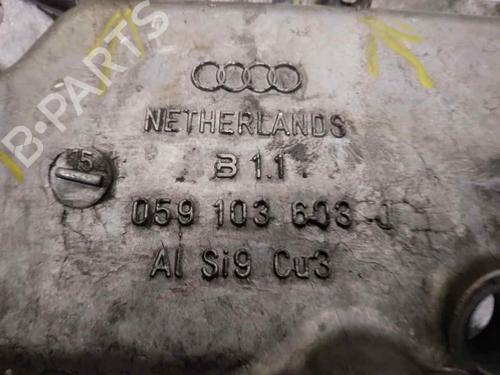 B-PARTS
NETHERLANDS
B 1.1
15
059 103 603 J
Al Si9 Cu3